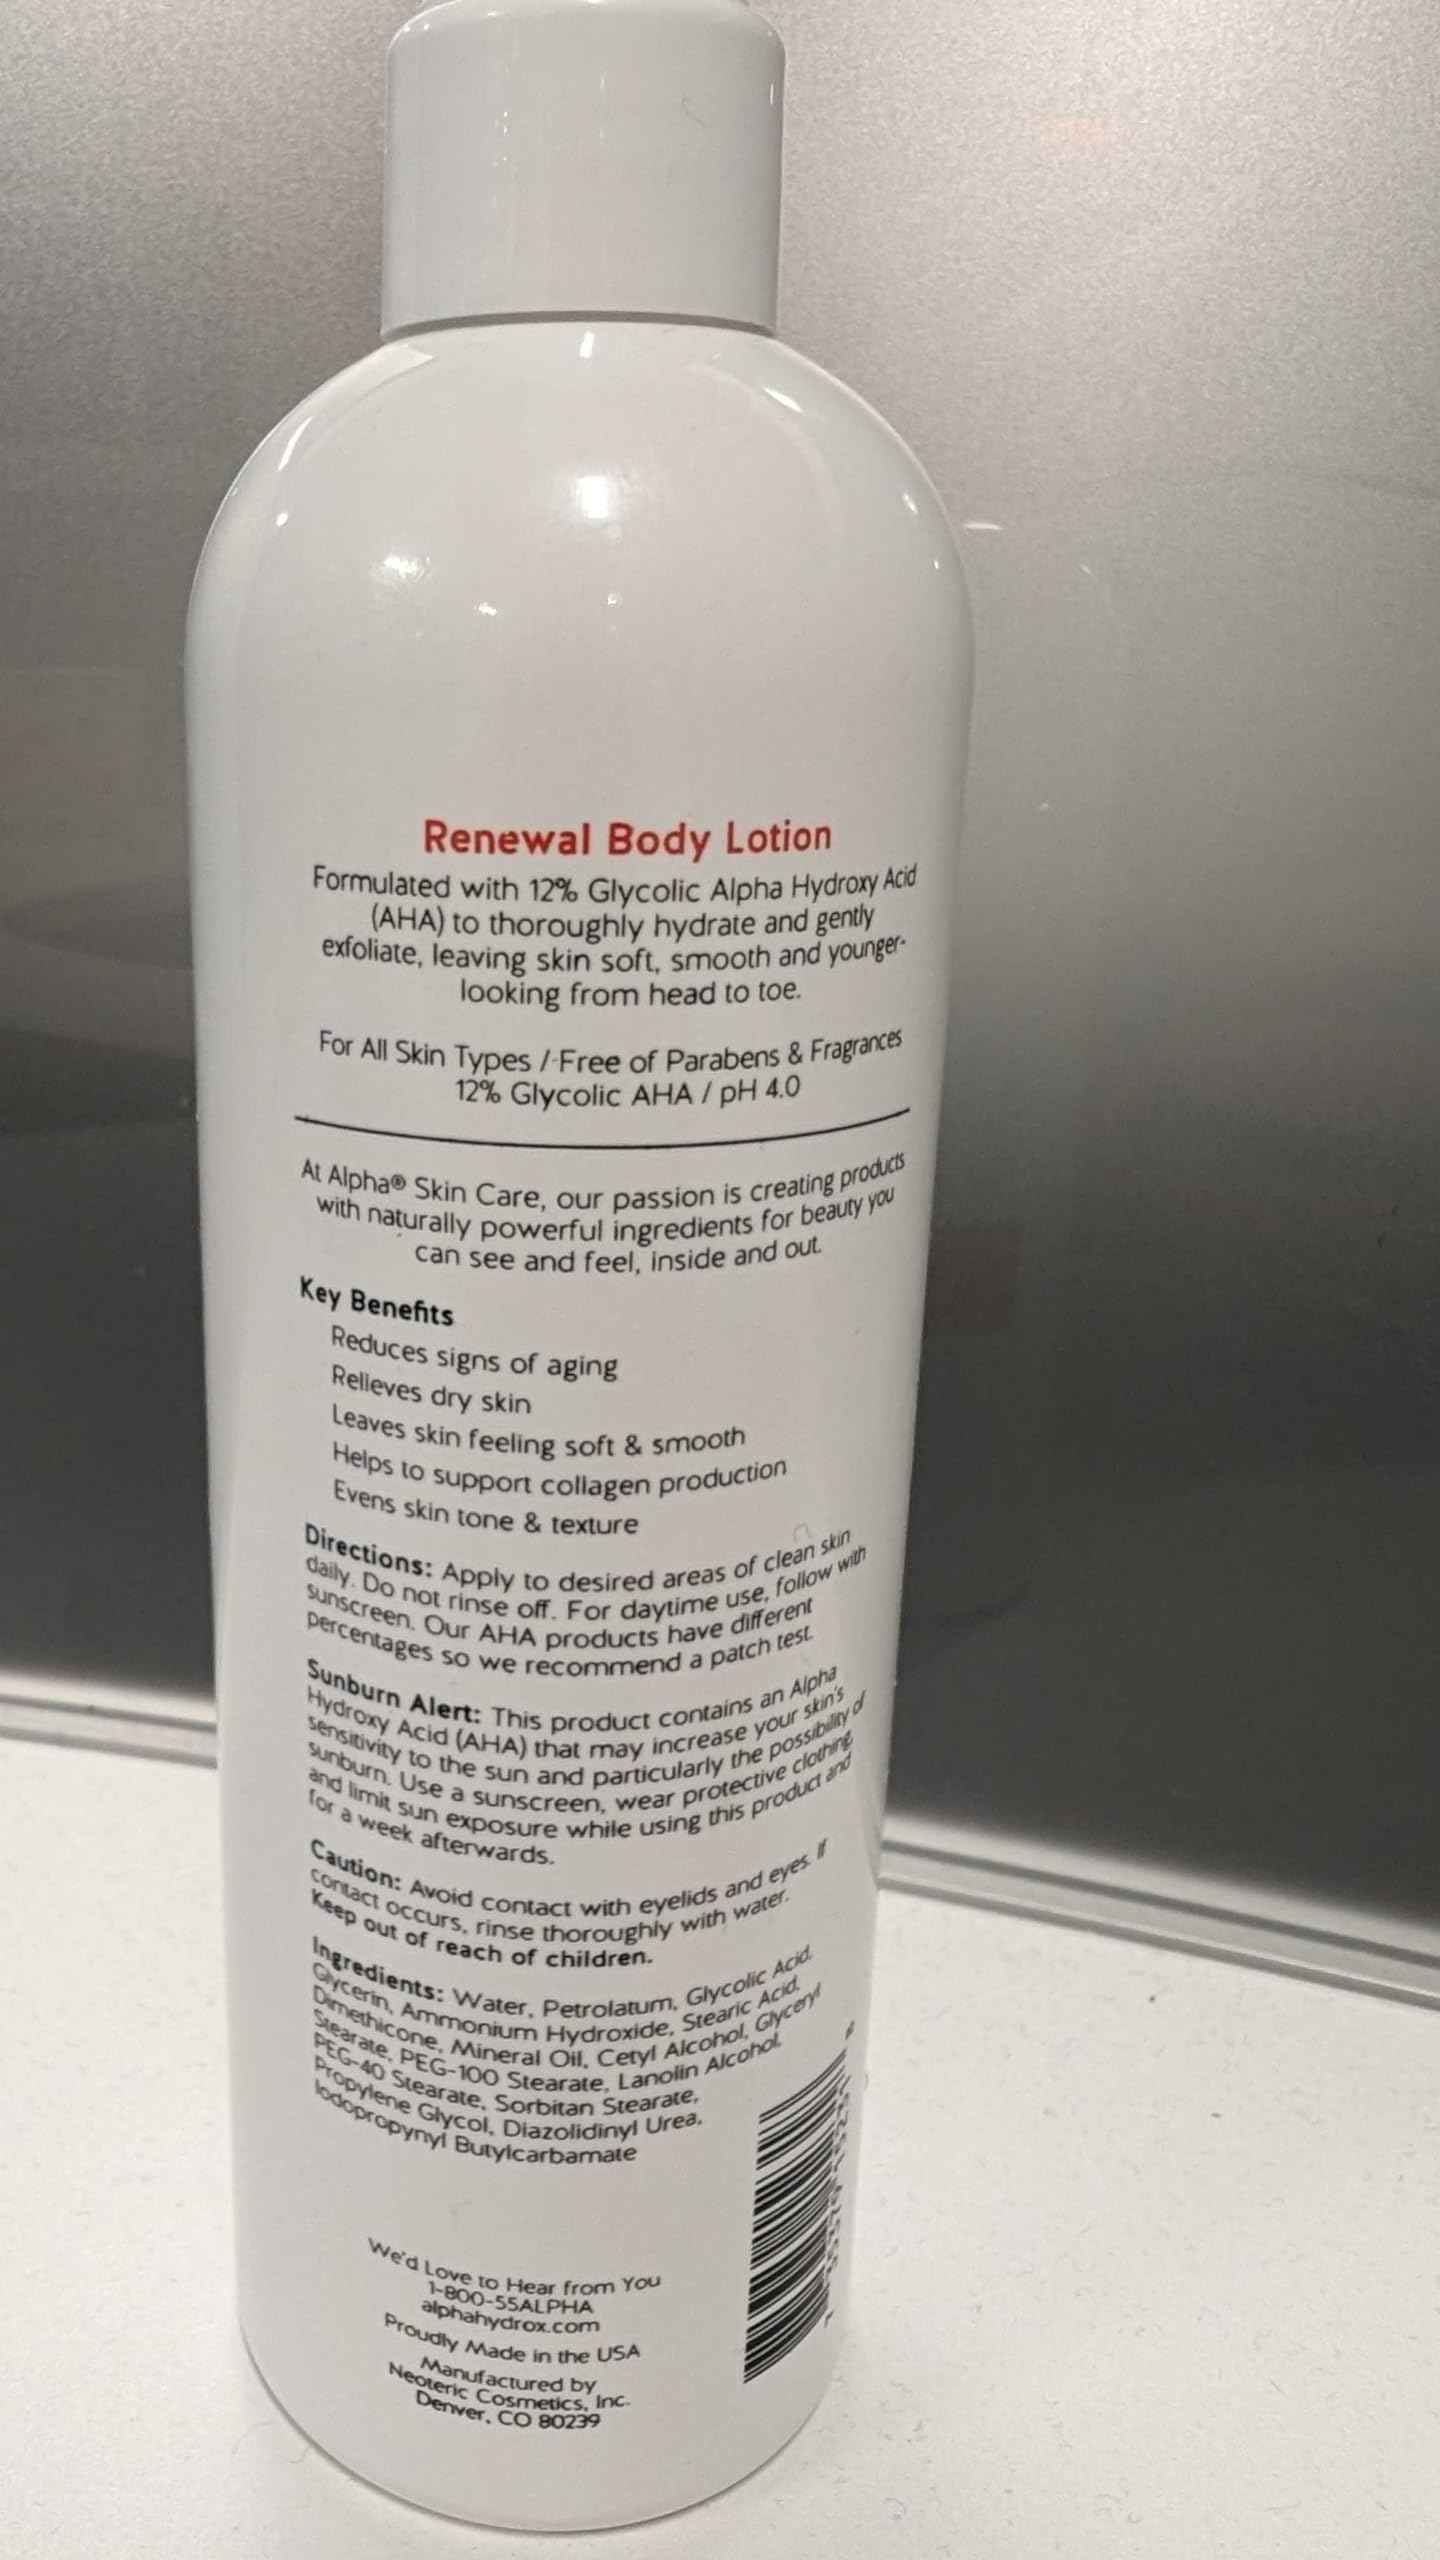 Renewal Body Lotion
Formulated with 12% Glycolic Alpha Hydroxy Acid
(AHA) to thoroughly hydrate and gently
exfoliate, leaving skin soft, smooth and younger-
looking from head to toe.
For All Skin Types / Free of Parabens & Fragrances
12% Glycolic AHA / pH 4.0
At Alpha® Skin Care, our passion is creating products
with naturally powerful ingredients for beauty you
can see and feel, inside and out.
Key Benefits
Reduces signs of aging
Relieves dry skin
Leaves skin feeling soft & smooth
Helps to support collagen production
Evens skin tone & texture
Directions: Apply to desired areas of clean skin
daily. Do not rinse off. For daytime use, follow with
sunscreen. Our AHA products have different
percentages so we recommend a patch test.
Sunburn Alert: This product contains an Alpha
Hydroxy Acid (AHA) that may increase your skin's
sensitivity to the sun and particularly the possibility of
sunburn. Use a sunscreen, wear protective clothing,
and limit sun exposure while using this product and
for a week afterwards.
Caution: Avoid contact with eyelids and eyes. If
contact occurs, rinse thoroughly with water.
Keep out of reach of children.
Ingredients: Water, Petrolatum, Glycolic Acid,
Glycerin, Ammonium Hydroxide, Stearic Acid,
Dimethicone, Mineral Oil, Cetyl Alcohol, Glyceryl
Stearate, PEG-100 Stearate, Lanolin Alcohol,
PEG-40 Stearate, Sorbitan Stearate,
Propylene Glycol, Diazolidinyl Urea,
Iodopropynyl Butylcarbamate
We'd Love to Hear from You
1-800-55ALPHA
alphahydrox.com
Proudly Made in the USA
Manufactured by
Neoteric Cosmetics, Inc.
Denver, CO 80239